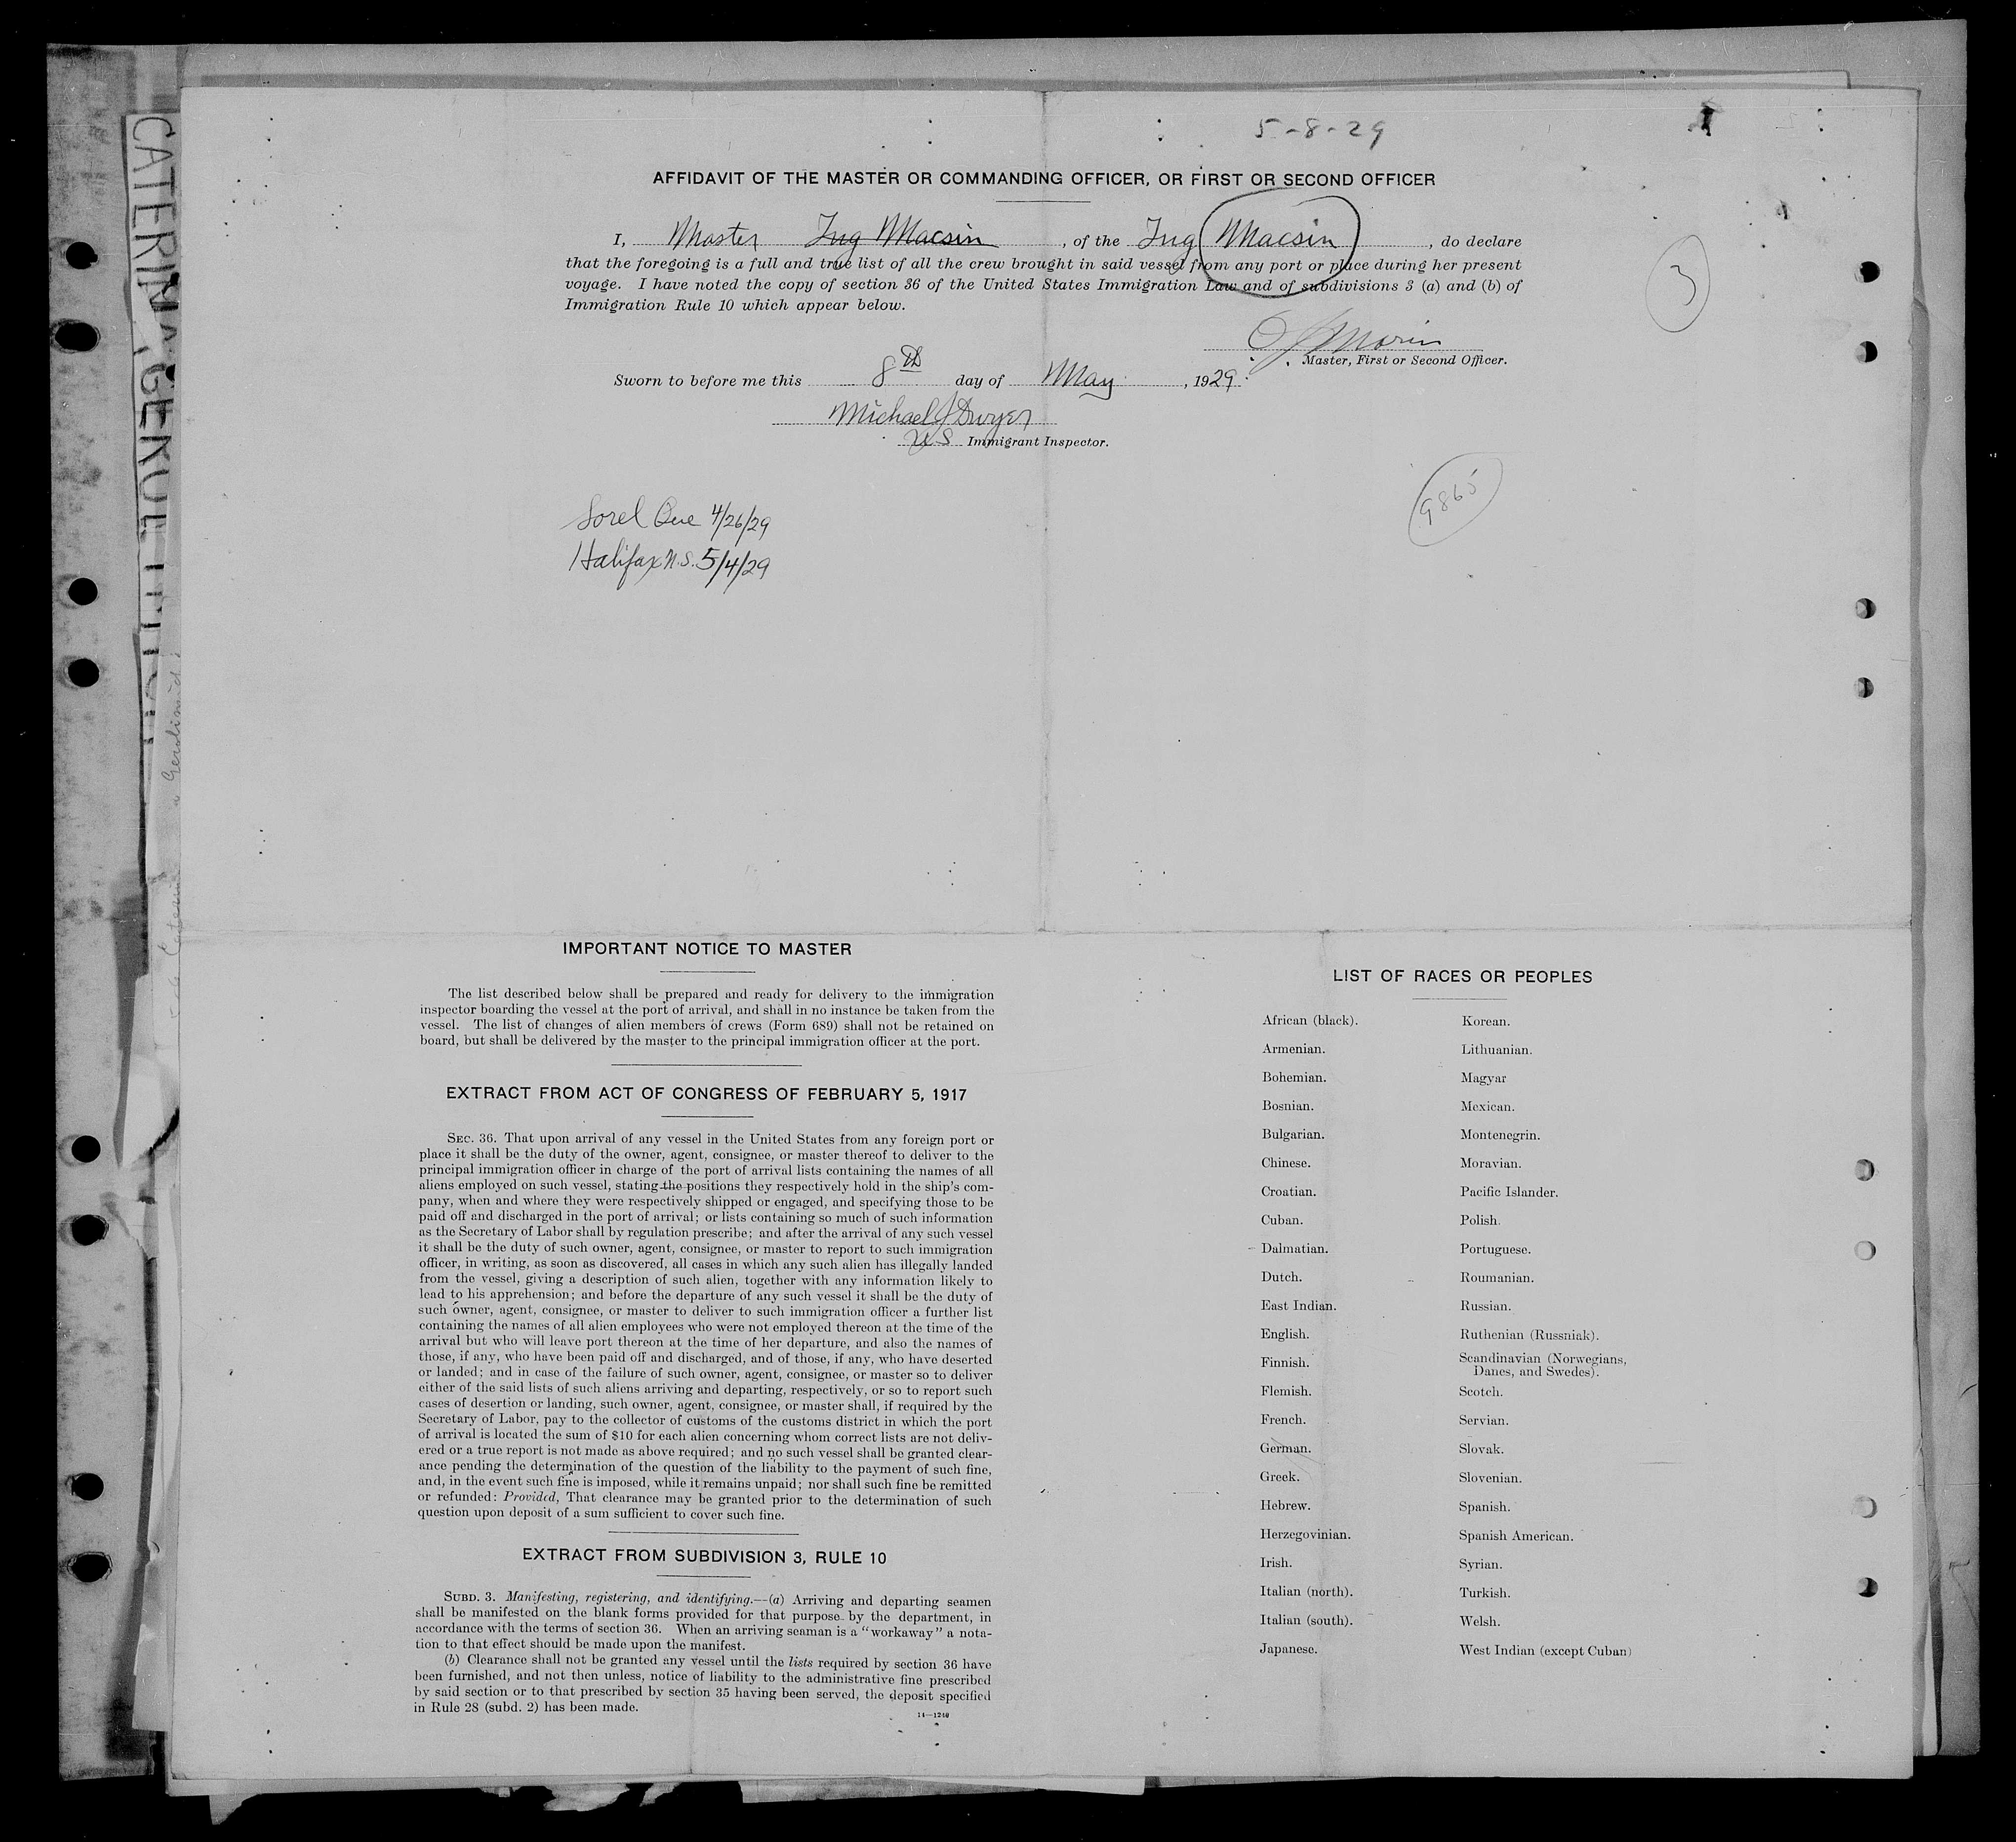 5-8-29
AFFIDAVIT OF THE MASTER OR COMMANDING OFFICER, OR FIRST OR SECOND OFFICER
I, Master Tug Macsin, of the Tug Macsin, do declare
that the foregoing is a full and true list of all the crew brought in said vessel from any port or place during her present
voyage. I have noted the copy of section 36 of the United States Immigration Law and of subdivisions 3 (a) and (b) of
Immigration Rule 10 which appear below.
3
Morin
Master, First or Second Officer.
Sworn to before me this 8th day of May, 1929.
Michael J Dwyer
US Immigrant Inspector.
9865
Sorel Que 4/26/29
Halifax N.S. 5/4/29
IMPORTANT NOTICE TO MASTER
The list described below shall be prepared and ready for delivery to the immigration
inspector boarding the vessel at the port of arrival, and shall in no instance be taken from the
vessel. The list of changes of alien members of crews (Form 689) shall not be retained on
board, but shall be delivered by the master to the principal immigration officer at the port.
EXTRACT FROM ACT OF CONGRESS OF FEBRUARY 5, 1917
SEC. 36. That upon arrival of any vessel in the United States from any foreign port or
place it shall be the duty of the owner, agent, consignee, or master thereof to deliver to the
principal immigration officer in charge of the port of arrival lists containing the names of all
aliens employed on such vessel, stating the positions they respectively hold in the ship's com-
pany, when and where they were respectively shipped or engaged, and specifying those to be
paid off and discharged in the port of arrival; or lists containing so much of such information
as the Secretary of Labor shall by regulation prescribe; and after the arrival of any such vessel
it shall be the duty of such owner, agent, consignee, or master to report to such immigration
officer, in writing, as soon as discovered, all cases in which any such alien has illegally landed
from the vessel, giving a description of such alien, together with any information likely to
lead to his apprehension; and before the departure of any such vessel it shall be the duty of
such owner, agent, consignee, or master to deliver to such immigration officer a further list
containing the names of all alien employees who were not employed thereon at the time of the
arrival but who will leave port thereon at the time of her departure, and also the names of
those, if any, who have been paid off and discharged, and of those, if any, who have deserted
or landed; and in case of the failure of such owner, agent, consignee, or master so to deliver
either of the said lists of such aliens arriving and departing, respectively, or so to report such
cases of desertion or landing, such owner, agent, consignee, or master shall, if required by the
Secretary of Labor, pay to the collector of customs of the customs district in which the port
of arrival is located the sum of $10 for each alien concerning whom correct lists are not deliv-
ered or a true report is not made as above required; and no such vessel shall be granted clear-
ance pending the determination of the question of the liability to the payment of such fine,
and, in the event such fine is imposed, while it remains unpaid; nor shall such fine be remitted
or refunded: Provided, That clearance may be granted prior to the determination of such
question upon deposit of a sum sufficient to cover such fine.
EXTRACT FROM SUBDIVISION 3, RULE 10
SUBD. 3. Manifesting, registering, and identifying.—(a) Arriving and departing seamen
shall be manifested on the blank forms provided for that purpose by the department, in
accordance with the terms of section 36. When an arriving seaman is a "workaway" a nota-
tion to that effect should be made upon the manifest.
(b) Clearance shall not be granted any vessel until the lists required by section 36 have
been furnished, and not then unless, notice of liability to the administrative fine prescribed
by said section or to that prescribed by section 35 having been served, the deposit specified
in Rule 28 (subd. 2) has been made.
14—1240
LIST OF RACES OR PEOPLES
African (black). Korean.
Armenian. Lithuanian.
Bohemian. Magyar
Bosnian. Mexican.
Bulgarian. Montenegrin.
Chinese. Moravian.
Croatian. Pacific Islander.
Cuban. Polish.
Dalmatian. Portuguese.
Dutch. Roumanian.
East Indian. Russian.
English. Ruthenian (Russniak).
Finnish. Scandinavian (Norwegians,
Danes, and Swedes).
Flemish. Scotch.
French. Servian.
German. Slovak.
Greek. Slovenian.
Hebrew. Spanish.
Herzegovinian. Spanish American.
Irish. Syrian.
Italian (north). Turkish.
Italian (south). Welsh.
Japanese. West Indian (except Cuban)